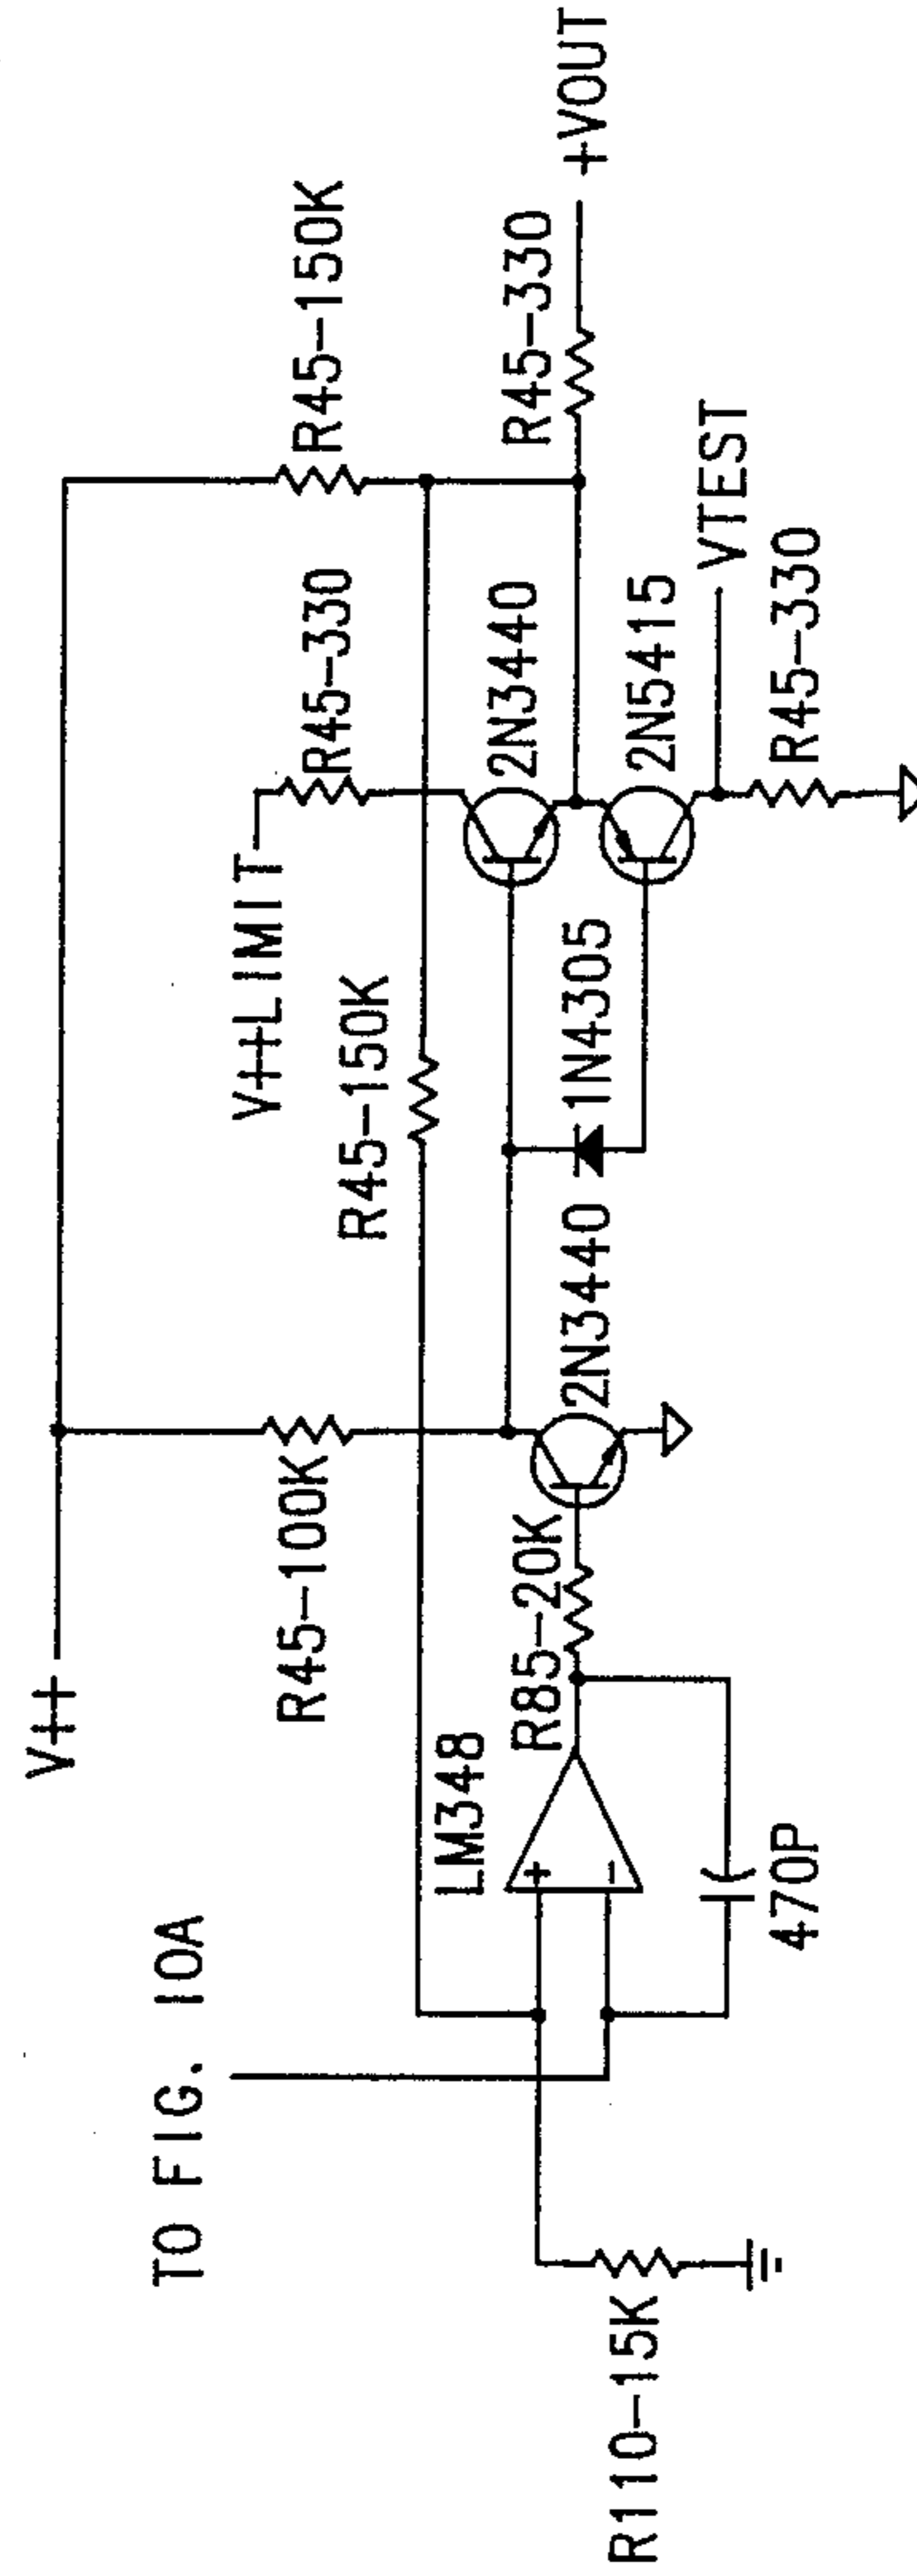 TO FIG. 10A
V++
R45-100K
R45-150K
V++LIMIT
R45-330
R45-150K
LM348
+
-
470P
R110-15K
R85-20K
2N3440
1N4305
2N3440
2N5415
R45-330
+VOUT
VTEST
R45-330